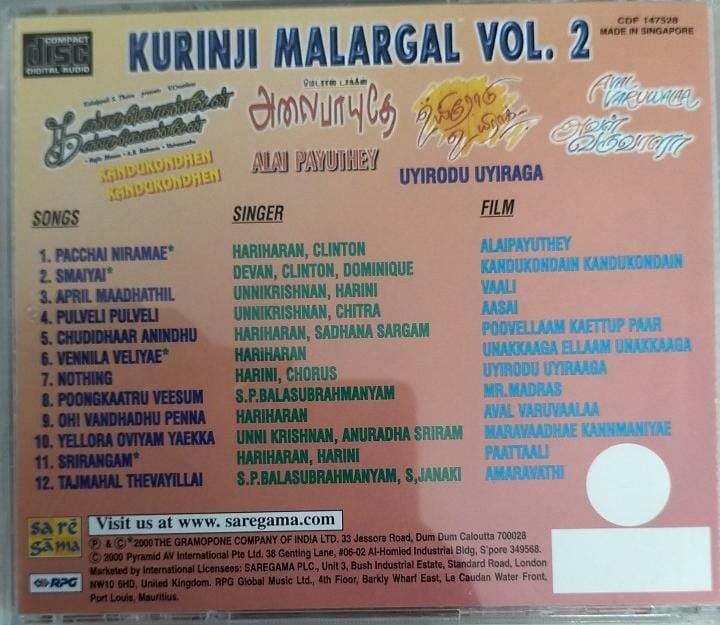 COMPACT
disc
DIGITAL AUDIO
KURINJI MALARGAL VOL. 2
CDF 147528
MADE IN SINGAPORE
கண்டுகொண்டேன்
கண்டுகொண்டேன்
KANDUKONDHEN
KANDUKONDHEN
அலைபாயுதே
ALAI PAYUTHEY
உயிரோடு
உயிராக
UYIRODU UYIRAGA
AVAL
VARUVALAA
அவள்
வருவாளா
SONGS SINGER FILM
1. PACCHAI NIRAMAE* HARIHARAN, CLINTON ALAIPAYUTHEY
2. SMAIYAI* DEVAN, CLINTON, DOMINIQUE KANDUKONDAIN KANDUKONDAIN
3. APRIL MAADHATHIL UNNIKRISHNAN, HARINI VAALI
4. PULVELI PULVELI UNNIKRISHNAN, CHITRA AASAI
5. CHUDIDHAAR ANINDHU HARIHARAN, SADHANA SARGAM POOVELLAAM KAETTUP PAAR
6. VENNILA VELIYAE* HARIHARAN UNAKKAAGA ELLAAM UNAKKAAGA
7. NOTHING HARINI, CHORUS UYIRODU UYIRAAGA
8. POONGKAATRU VEESUM S.P.BALASUBRAHMANYAM MR.MADRAS
9. OH! VANDHADHU PENNA HARIHARAN AVAL VARUVAALAA
10. YELLORA OVIYAM YAEKKA UNNI KRISHNAN, ANURADHA SRIRAM MARAVAADHAE KANNMANIYAE
11. SRIRANGAM* HARIHARAN, HARINI PAATTAALI
12. TAJMAHAL THEVAYILLAI S.P.BALASUBRAHMANYAM, S,JANAKI AMARAVATHI
sa rē
gama
RPG
Visit us at www. saregama.com
℗ & ©*2000 THE GRAMOPONE COMPANY OF INDIA LTD. 33 Jessore Road, Dum Dum Calcutta 700028
© 2000 Pyramid AV International Pte Ltd. 38 Genting Lane, #06-02 Al-Homied Industrial Bldg, S'pore 349568.
Marketed by International Licensees: SAREGAMA PLC., Unit 3, Bush Industrial Estate, Standard Road, London
NW10 6HD, United Kingdom. RPG Global Music Ltd., 4th Floor, Barkly Wharf East, Le Caudan Water Front,
Port Louis, Mauritius.